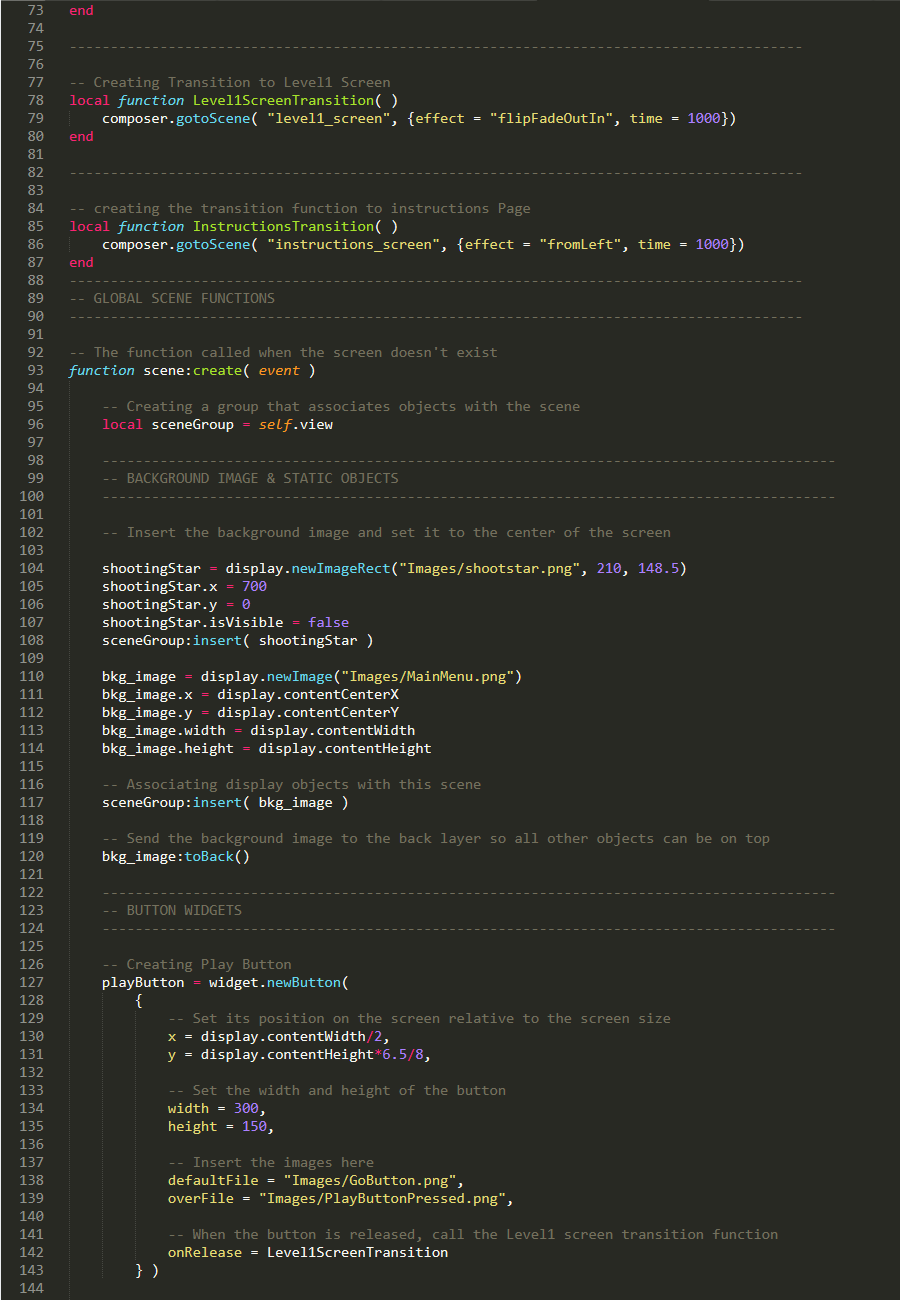 73 end
74
75 -----------------------------------------------------------------------------------------
76
77 -- Creating Transition to Level1 Screen
78 local function Level1ScreenTransition( )
79     composer.gotoScene( "level1_screen", {effect = "flipFadeOutIn", time = 1000})
80 end
81
82 -----------------------------------------------------------------------------------------
83
84 -- creating the transition function to instructions Page
85 local function InstructionsTransition( )
86     composer.gotoScene( "instructions_screen", {effect = "fromLeft", time = 1000})
87 end
88 -----------------------------------------------------------------------------------------
89 -- GLOBAL SCENE FUNCTIONS
90 -----------------------------------------------------------------------------------------
91
92 -- The function called when the screen doesn't exist
93 function scene:create( event )
94
95     -- Creating a group that associates objects with the scene
96     local sceneGroup = self.view
97
98     -----------------------------------------------------------------------------------------
99     -- BACKGROUND IMAGE & STATIC OBJECTS
100     -----------------------------------------------------------------------------------------
101
102     -- Insert the background image and set it to the center of the screen
103
104     shootingStar = display.newImageRect("Images/shootstar.png", 210, 148.5)
105     shootingStar.x = 700
106     shootingStar.y = 0
107     shootingStar.isVisible = false
108     sceneGroup:insert( shootingStar )
109
110     bkg_image = display.newImage("Images/MainMenu.png")
111     bkg_image.x = display.contentCenterX
112     bkg_image.y = display.contentCenterY
113     bkg_image.width = display.contentWidth
114     bkg_image.height = display.contentHeight
115
116     -- Associating display objects with this scene
117     sceneGroup:insert( bkg_image )
118
119     -- Send the background image to the back layer so all other objects can be on top
120     bkg_image:toBack()
121
122     -----------------------------------------------------------------------------------------
123     -- BUTTON WIDGETS
124     -----------------------------------------------------------------------------------------
125
126     -- Creating Play Button
127     playButton = widget.newButton(
128         {
129             -- Set its position on the screen relative to the screen size
130             x = display.contentWidth/2,
131             y = display.contentHeight*6.5/8,
132
133             -- Set the width and height of the button
134             width = 300,
135             height = 150,
136
137             -- Insert the images here
138             defaultFile = "Images/GoButton.png",
139             overFile = "Images/PlayButtonPressed.png",
140
141             -- When the button is released, call the Level1 screen transition function
142             onRelease = Level1ScreenTransition
143         } )
144